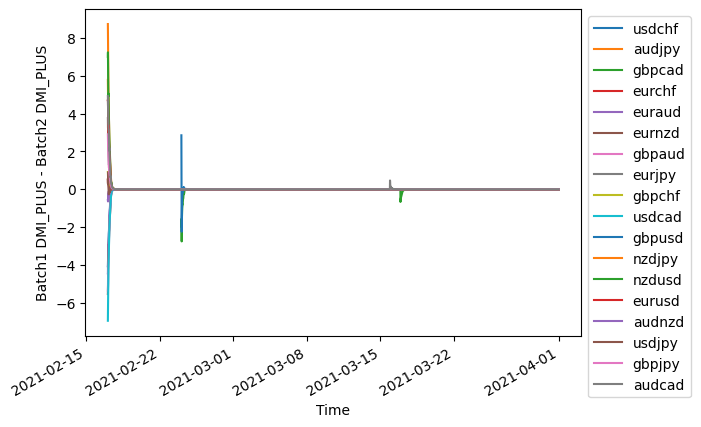 Batch1 DMI_PLUS - Batch2 DMI_PLUS
8
6
4
2
0
−2
−4
−6
2021-02-15
2021-02-22
2021-03-01
2021-03-08
2021-03-15
2021-03-22
2021-04-01
Time
usdchf
audjpy
gbpcad
eurchf
euraud
eurnzd
gbpaud
eurjpy
gbpchf
usdcad
gbpusd
nzdjpy
nzdusd
eurusd
audnzd
usdjpy
gbpjpy
audcad